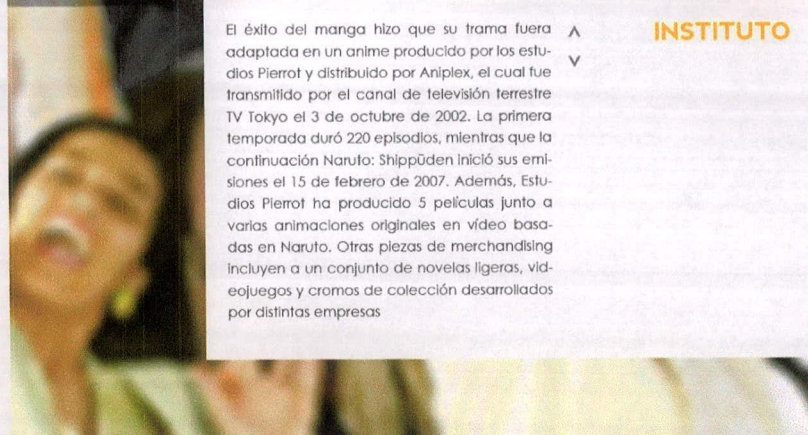 El éxito del manga hizo que su trama fuera
adaptada en un anime producido por los estu-
dios Pierrot y distribuido por Aniplex, el cual fue
transmitido por el canal de televisión terrestre
TV Tokyo el 3 de octubre de 2002. La primera
temporada duró 220 episodios, mientras que la
continuación Naruto: Shippūden inició sus emi-
siones el 15 de febrero de 2007. Además, Estu-
dios Pierrot ha producido 5 películas junto a
varias animaciones originales en vídeo basa-
das en Naruto. Otras piezas de merchandising
incluyen a un conjunto de novelas ligeras, vid-
eojuegos y cromos de colección desarrollados
por distintas empresas
INSTITUTO